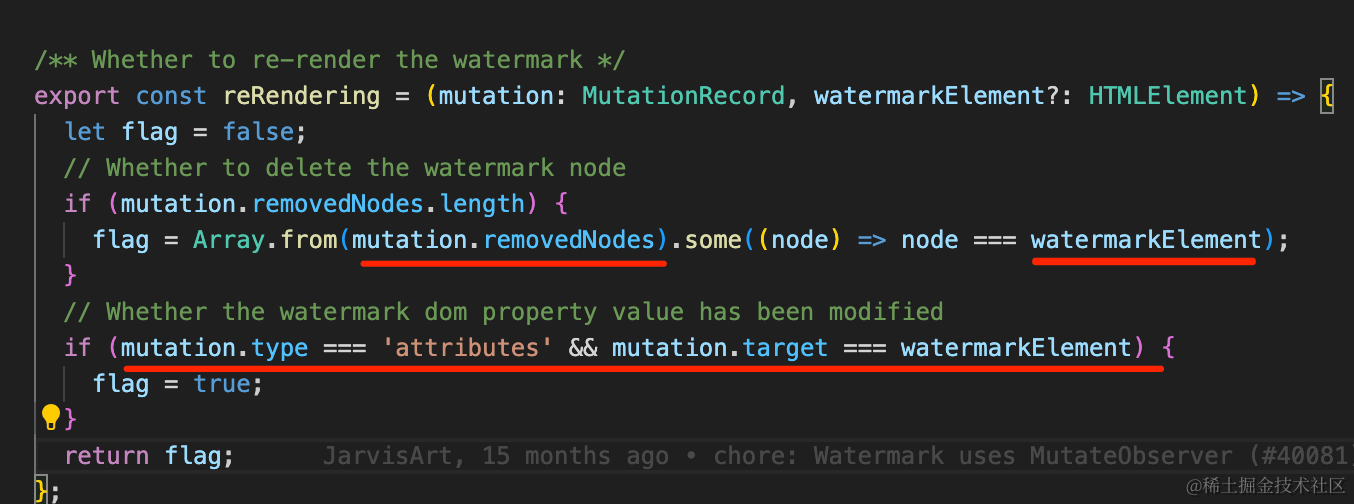 /** Whether to re-render the watermark */
export const reRendering = (mutation: MutationRecord, watermarkElement?: HTMLElement) => {
let flag = false;
// Whether to delete the watermark node
if (mutation.removedNodes.length) {
flag = Array.from(mutation.removedNodes).some((node) => node === watermarkElement);
}
// Whether the watermark dom property value has been modified
if (mutation.type === 'attributes' && mutation.target === watermarkElement) {
flag = true;
}
return flag; JarvisArt, 15 months ago • chore: Watermark uses MutateObserver (#40081)
};
@稀土掘金技术社区